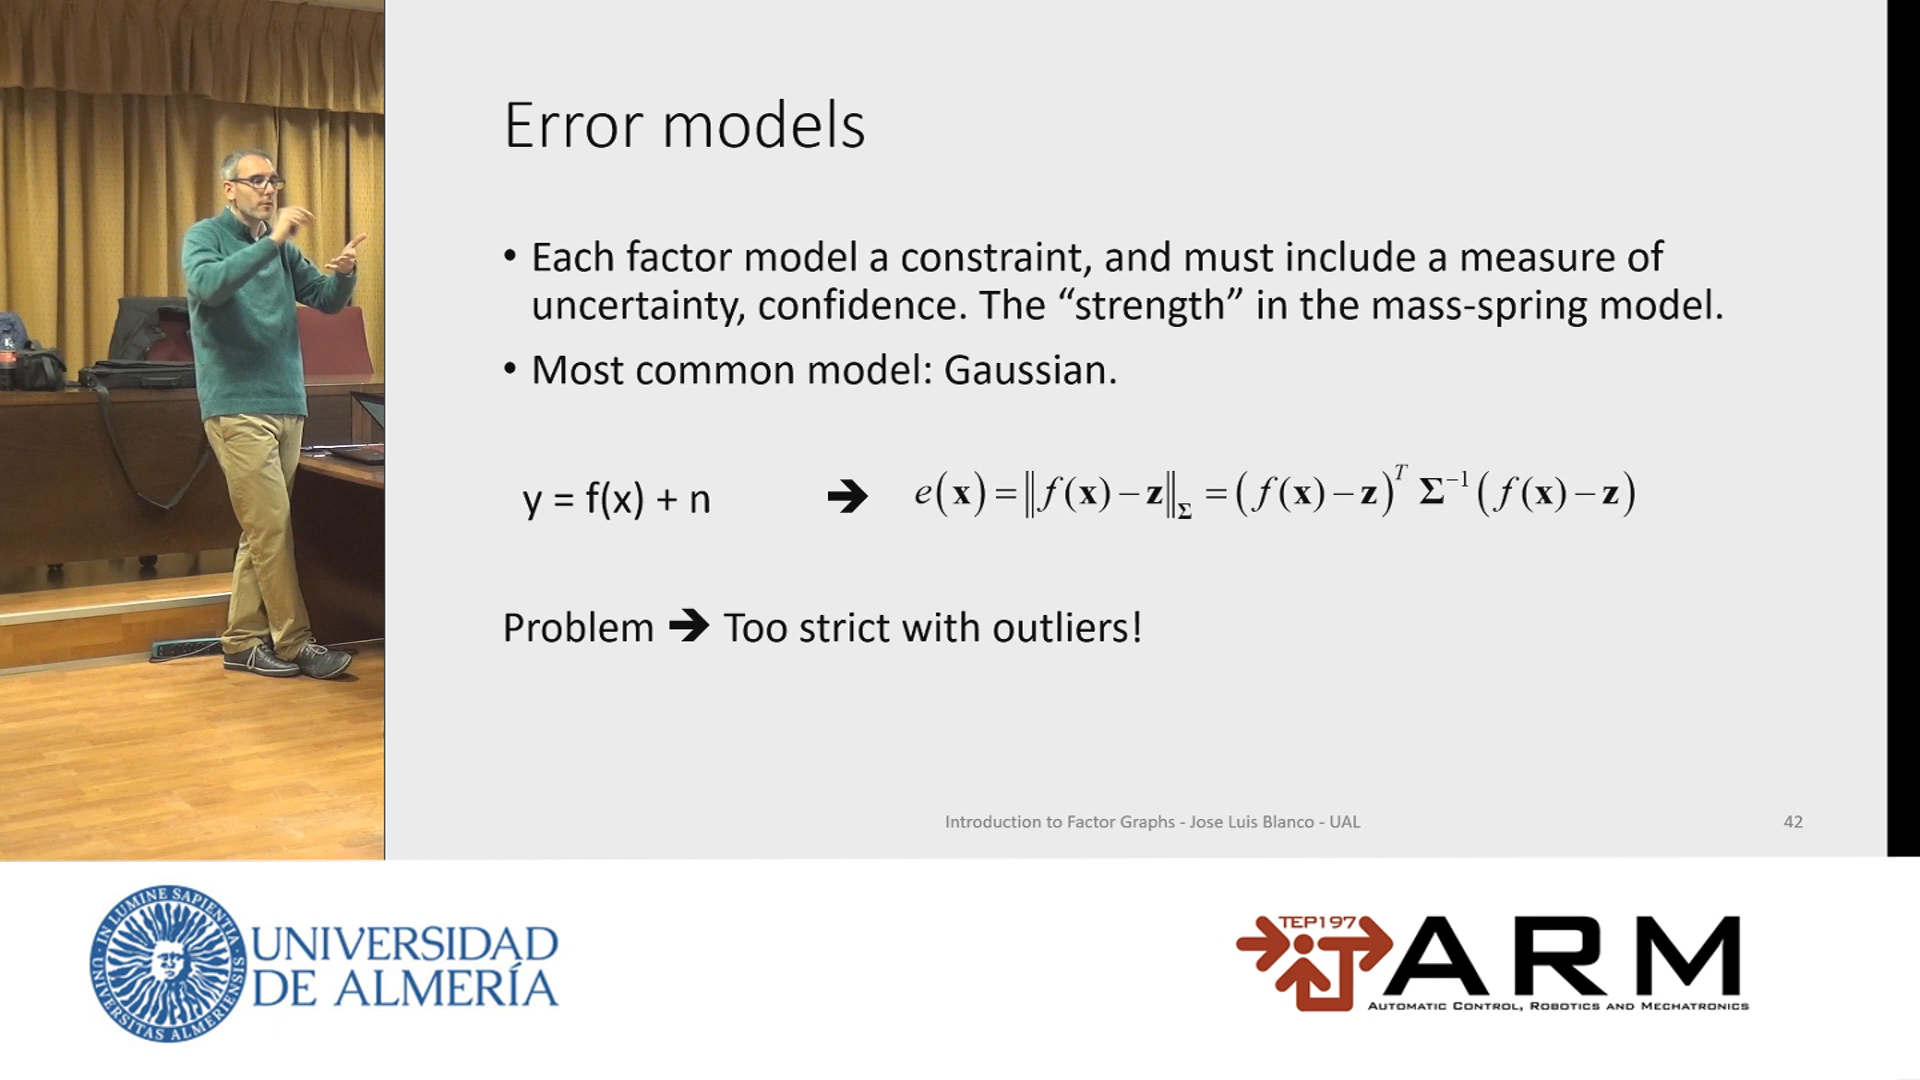 Error models
• Each factor model a constraint, and must include a measure of
uncertainty, confidence. The “strength” in the mass-spring model.
• Most common model: Gaussian.
y = f(x) + n ➔ e(x) = ‖f(x) − z‖_Σ = (f(x) − z)^T Σ^−1 (f(x) − z)
Problem ➔ Too strict with outliers!
Introduction to Factor Graphs - Jose Luis Blanco - UAL 42
IN LUMINE SAPIENTIA
UNIVERSITAS ALMERIENSIS
UNIVERSIDAD
DE ALMERÍA
TEP197
ARM
AUTOMATIC CONTROL, ROBOTICS AND MECHATRONICS